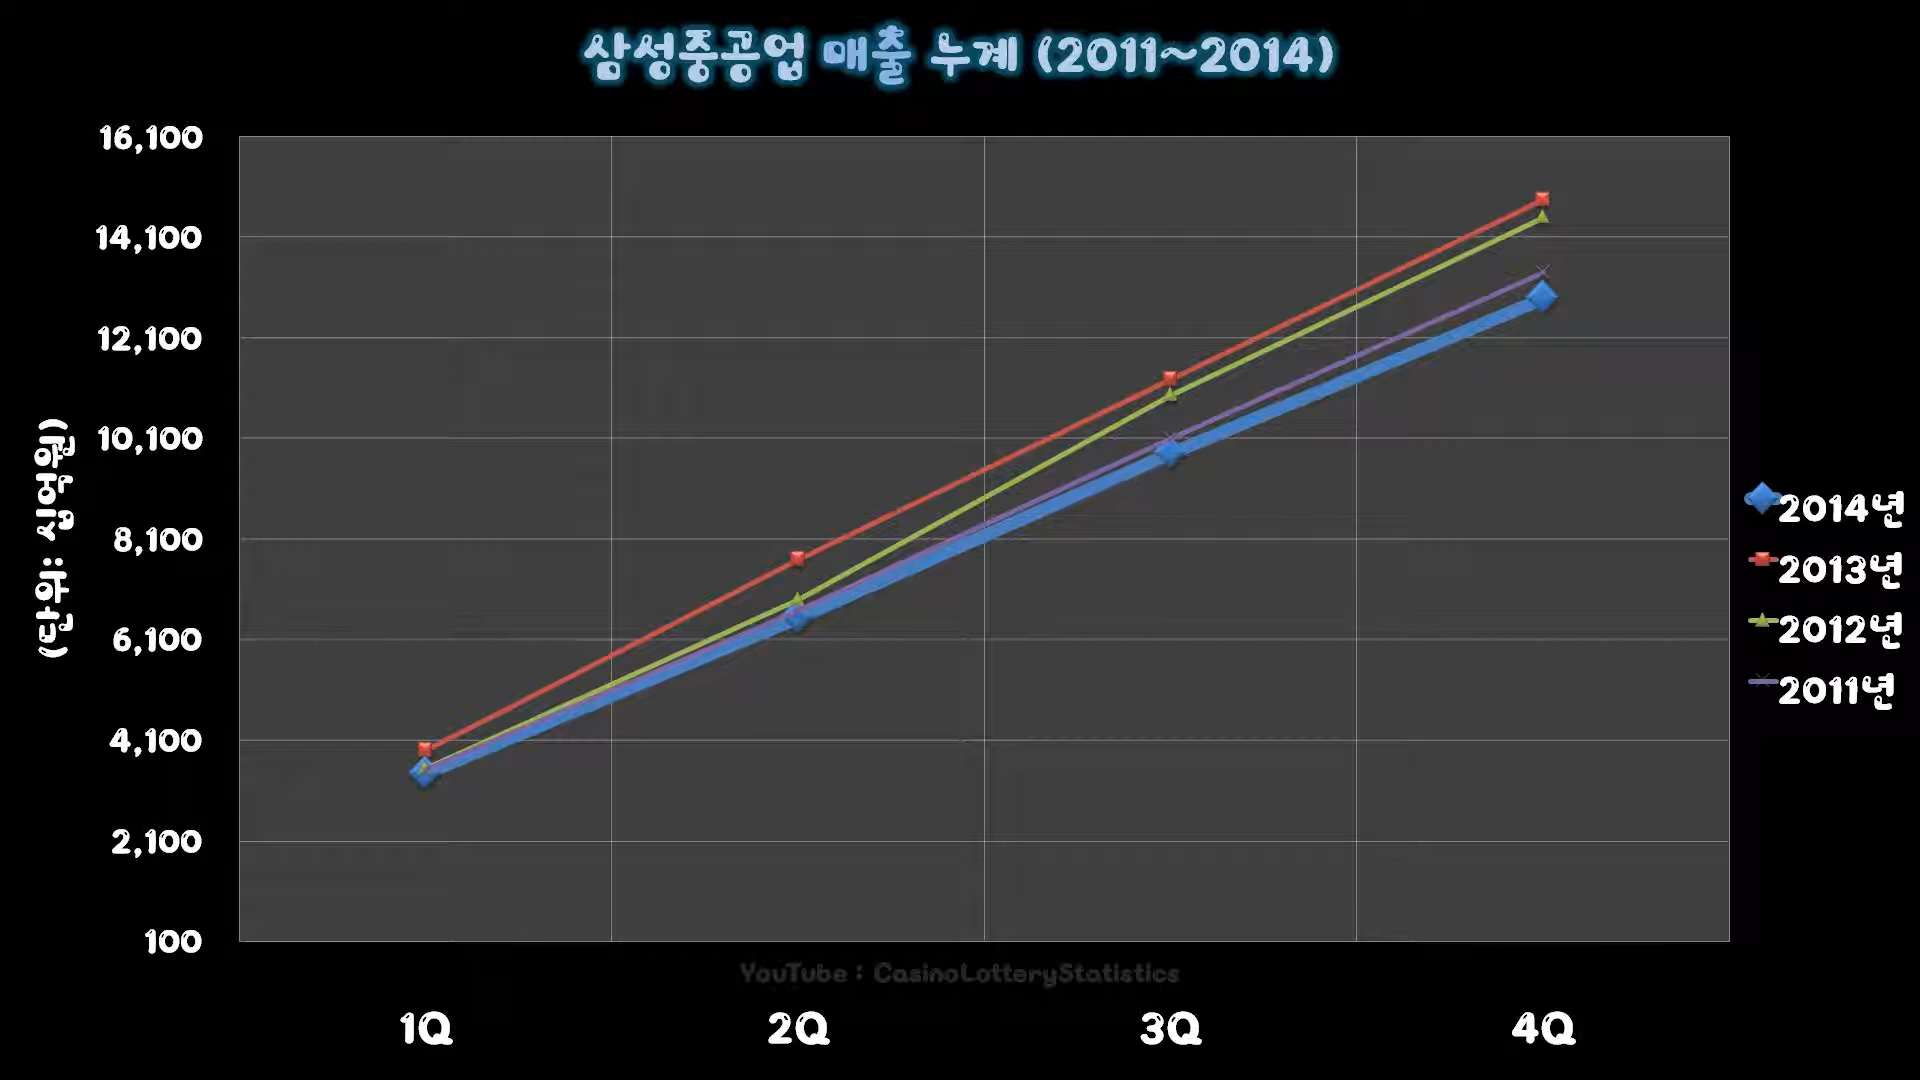 삼성중공업 매출 누계 (2011~2014)
16,100
14,100
12,100
10,100
8,100
6,100
4,100
2,100
100
(단위: 십억원)
1Q
2Q
3Q
4Q
2014년
2013년
2012년
2011년
YouTube : CasinoLotteryStatistics